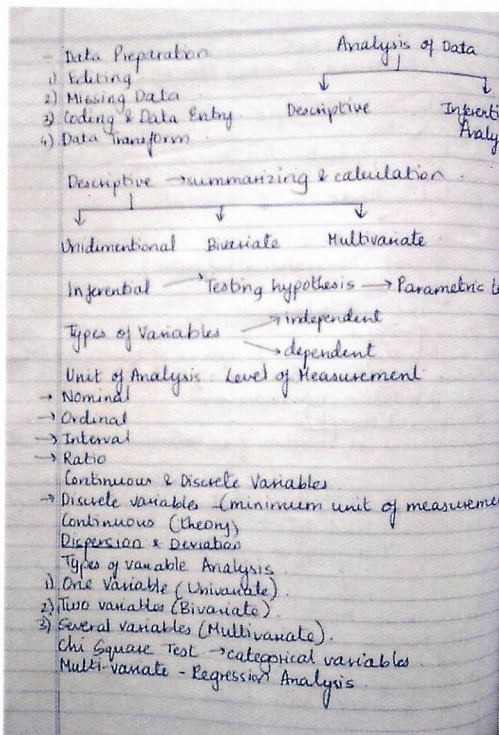 Analysis of Data
- Data Preparation
1) Editing
2) Missing Data
Descriptive
3) Coding & Data Entry
4) Data Transform
Descriptive → summarizing & calculation.
Unidimentional Bivariate Multivariate
Inferential → Testing hypothesis → Parametric
Types of Variables → independent
→ dependent
Unit of Analysis. Level of Measurement
→ Nominal
→ Ordinal
→ Interval
→ Ratio
Continuous & Discrete Variables
→ Discrete variables - (minimum unit of
Continuous (theory)
Dispersion & Deviation
Types of variable Analysis
1) One variable (Univariate).
2) Two variables (Bivariate).
3) Several variables (Multivariate).
Chi Square Test → categorical variables.
Multi-variate - Regression Analysis.